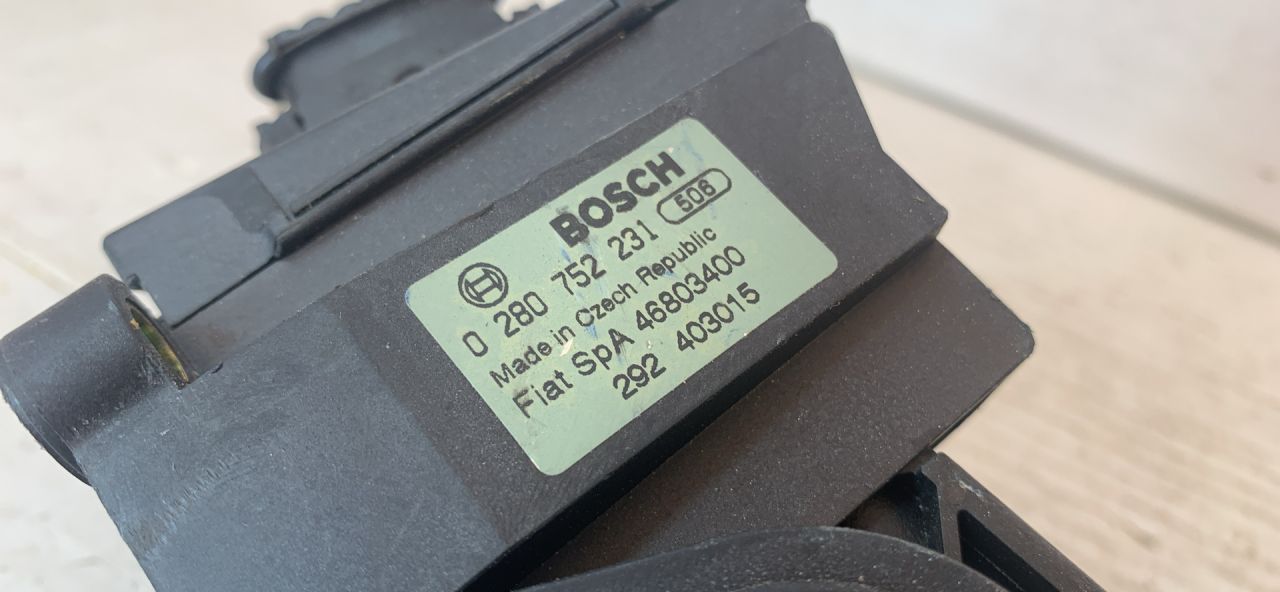 BOSCH
0 280 752 231 506
Made in Czech Republic
Fiat SpA 46803400
292 403015